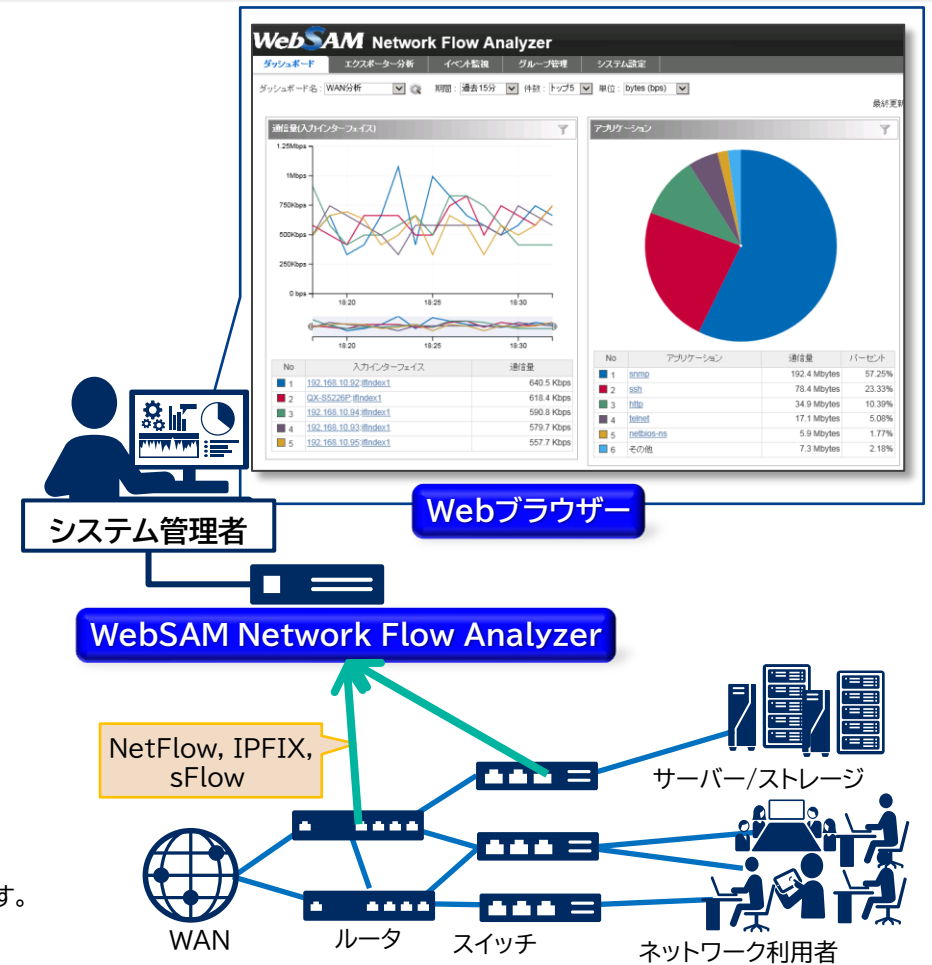 WebSAM Network Flow Analyzer
ダッシュボード エクスポーター分析 イベント監視 グループ管理 システム設定
ダッシュボード名 : WAN分析 期間 : 過去15分 件数 : トップ5 単位 : bytes (bps)
最終更新
通信量(入力インターフェイス)
1.25Mbps
1Mbps
750Kbps
500Kbps
250Kbps
0 bps
18:20 18:25 18:30
18:20 18:25 18:30
No 入力インターフェイス 通信量
1 192.168.10.92:ifIndex1 640.5 Kbps
2 QX-S5226P:ifIndex1 618.4 Kbps
3 192.168.10.94:ifIndex1 590.8 Kbps
4 192.168.10.93:ifIndex1 579.7 Kbps
5 192.168.10.95:ifIndex1 557.7 Kbps
アプリケーション
No アプリケーション 通信量 パーセント
1 snmp 192.4 Mbytes 57.25%
2 ssh 78.4 Mbytes 23.33%
3 http 34.9 Mbytes 10.39%
4 telnet 17.1 Mbytes 5.08%
5 netbios-ns 5.9 Mbytes 1.77%
6 その他 7.3 Mbytes 2.18%
Webブラウザー
システム管理者
WebSAM Network Flow Analyzer
NetFlow, IPFIX,
sFlow
サーバー/ストレージ
す。
WAN
ルータ
スイッチ
ネットワーク利用者